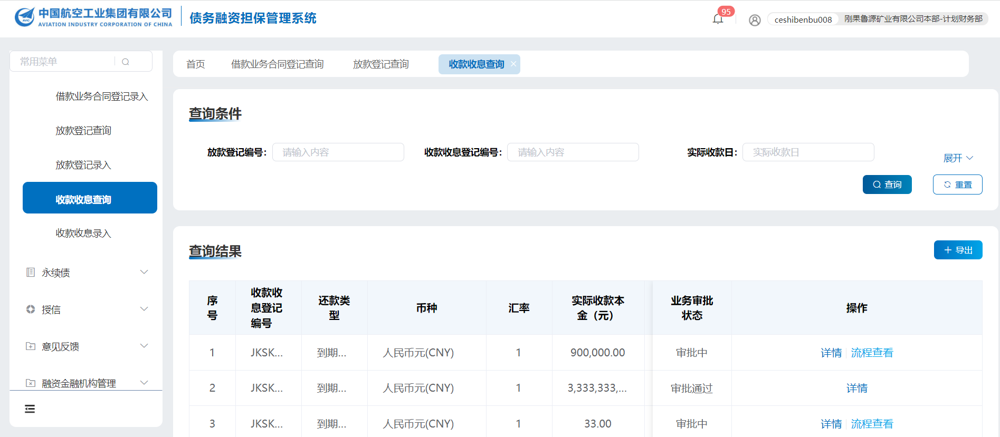 中国航空工业集团有限公司
AVIATION INDUSTRY CORPORATION OF CHINA
AVIC
债务融资担保管理系统
95
ceshibenbu008
刚果鲁源矿业有限公司本部-计划财务部
常用菜单
借款业务合同登记录入
放款登记查询
放款登记录入
收款收息查询
收款收息录入
永续债
授信
意见反馈
融资金融机构管理
首页 借款业务合同登记查询 放款登记查询 收款收息查询 ×
查询条件
放款登记编号: 请输入内容 收款收息登记编号: 请输入内容 实际收款日: 实际收款日
展开
查询 重置
查询结果
+ 导出
序号 收款收息登记编号 还款类型 币种 汇率 实际收款本金（元） 业务审批状态 操作
1 JKSK... 到期... 人民币元(CNY) 1 900,000.00 审批中 详情 流程查看
2 JKSK... 到期... 人民币元(CNY) 1 3,333,333,... 审批通过 详情
3 JKSK... 到期... 人民币元(CNY) 1 33.00 审批中 详情 流程查看